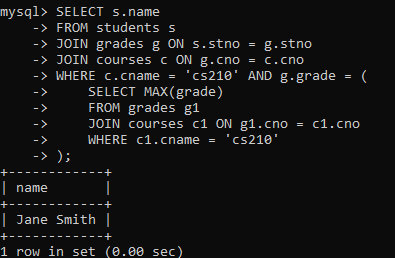 mysql> SELECT s.name
    -> FROM students s
    -> JOIN grades g ON s.stno = g.stno
    -> JOIN courses c ON g.cno = c.cno
    -> WHERE c.cname = 'cs210' AND g.grade = (
    ->     SELECT MAX(grade)
    ->     FROM grades g1
    ->     JOIN courses c1 ON g1.cno = c1.cno
    ->     WHERE c1.cname = 'cs210'
    -> );
+------------+
| name       |
+------------+
| Jane Smith |
+------------+
1 row in set (0.00 sec)